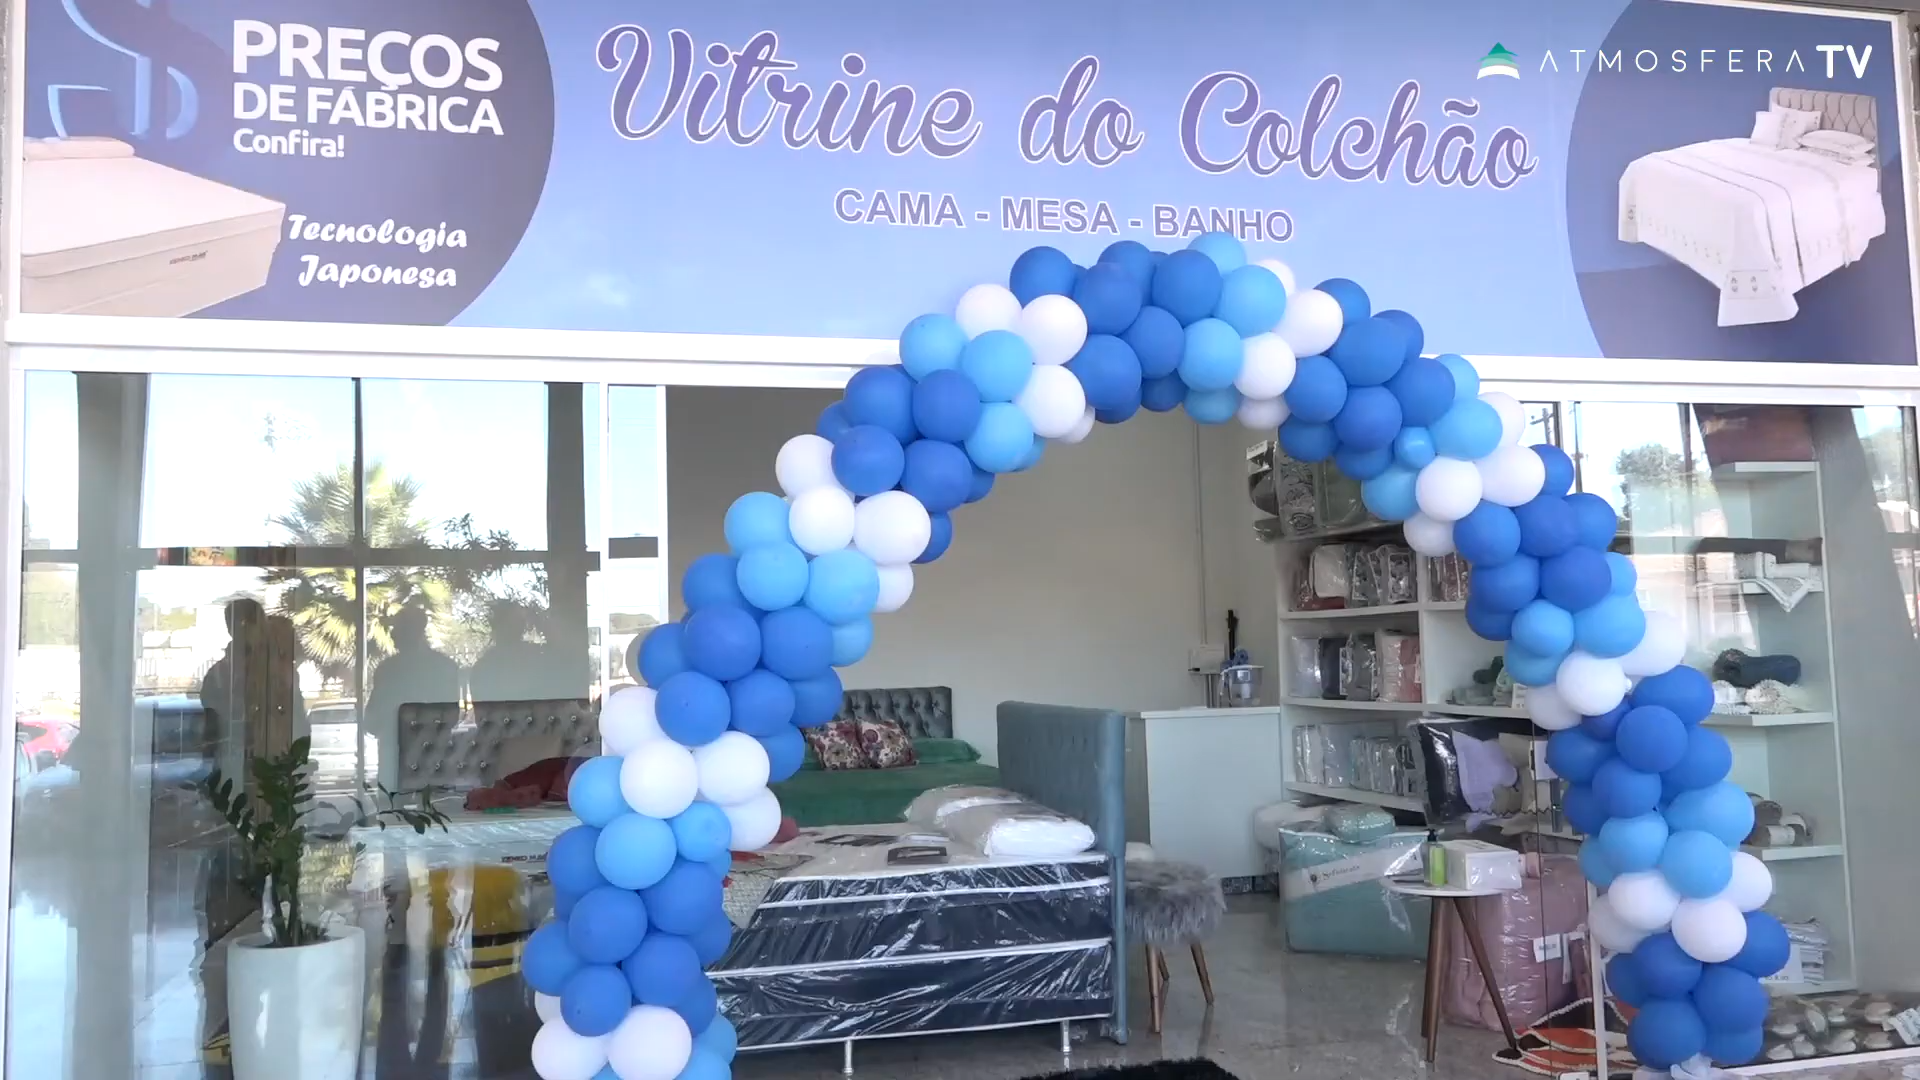 PREÇOS
DE FÁBRICA
Confira!
Tecnologia
Japonesa
Vitrine do Colchão
CAMA - MESA - BANHO
ATMOSFERA TV